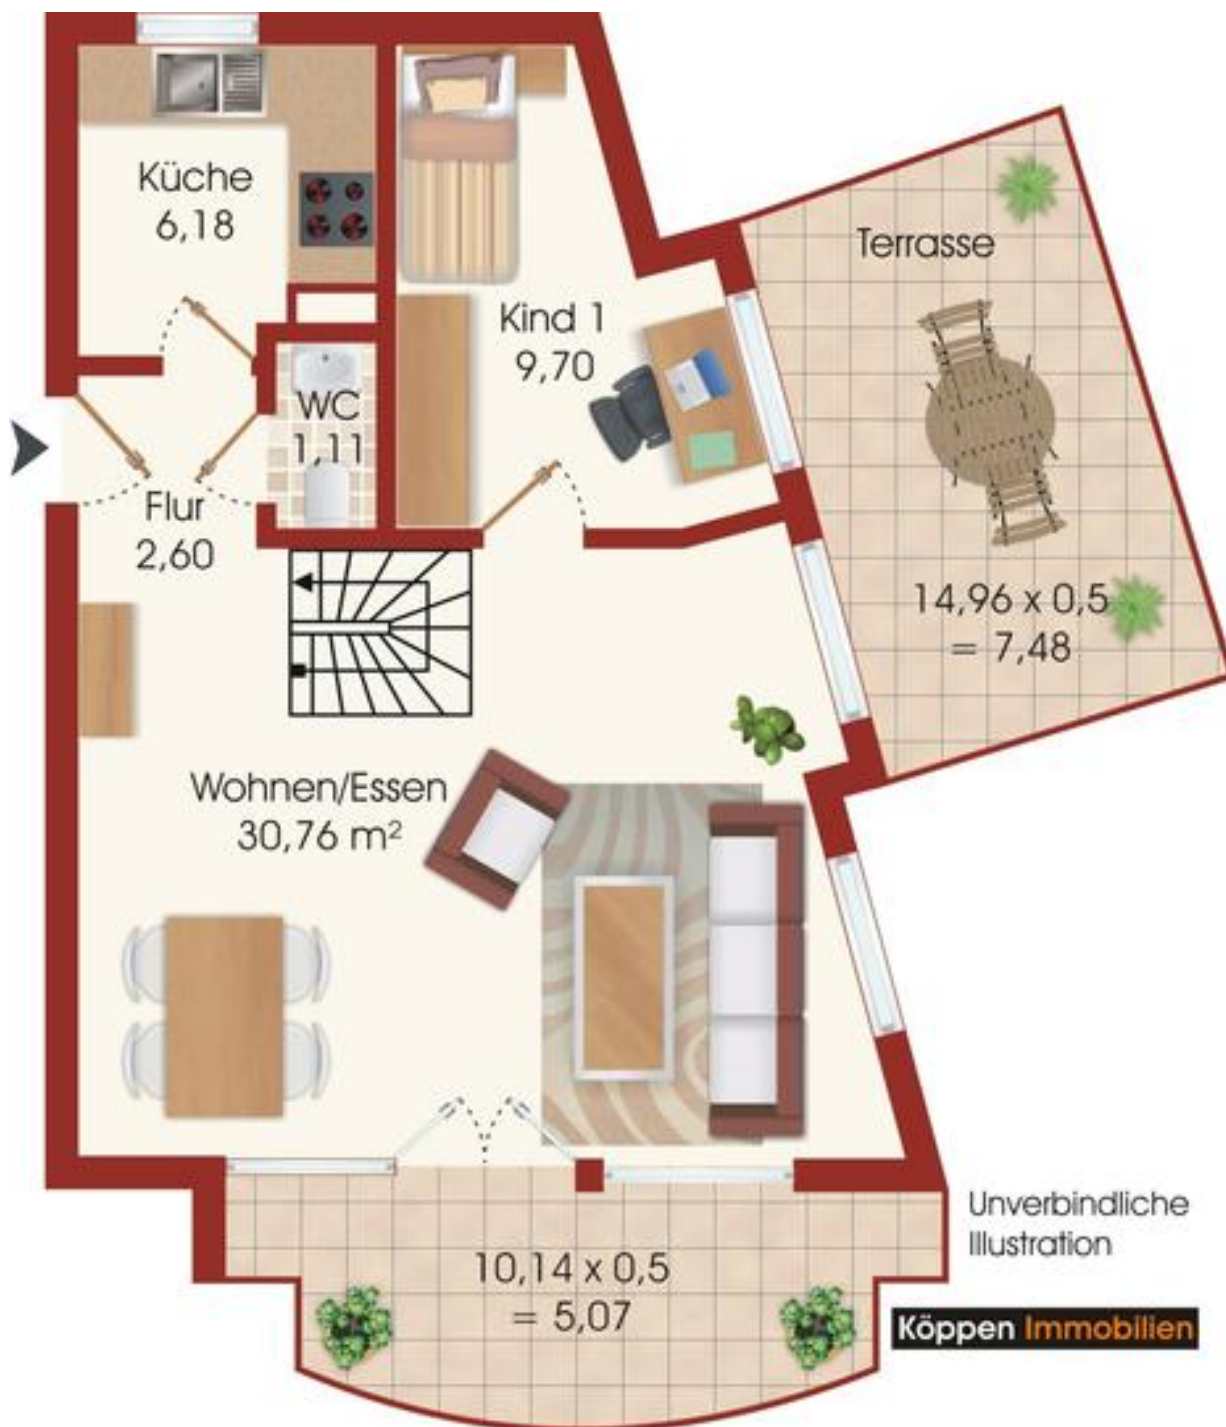 Küche
6,18
Terrasse
Kind 1
9,70
WC
1,11
Flur
2,60
14,96 x 0,5
= 7,48
Wohnen/Essen
30,76 m²
Unverbindliche
Illustration
10,14 x 0,5
= 5,07
Köppen Immobilien